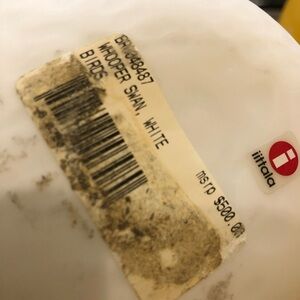 WHOOPER SWAN, WHITE
BIRDS
msrp $500.00
iittala